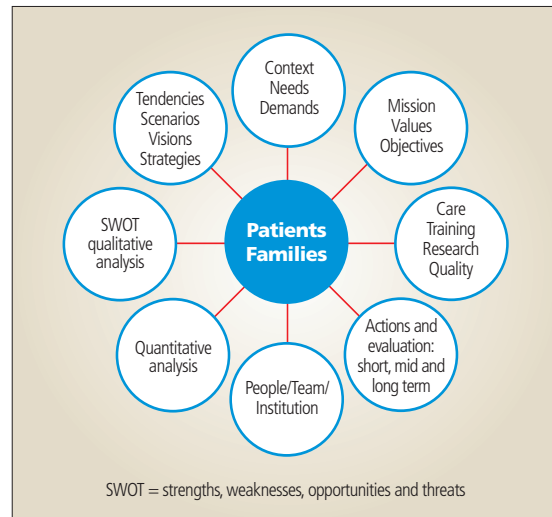 Context
Needs
Demands
Mission
Values
Objectives
Care
Training
Research
Quality
Actions and
evaluation:
short, mid and
long term
People/Team/
Institution
Quantitative
analysis
SWOT
qualitative
analysis
Tendencies
Scenarios
Visions
Strategies
Patients
Families
SWOT = strengths, weaknesses, opportunities and threats